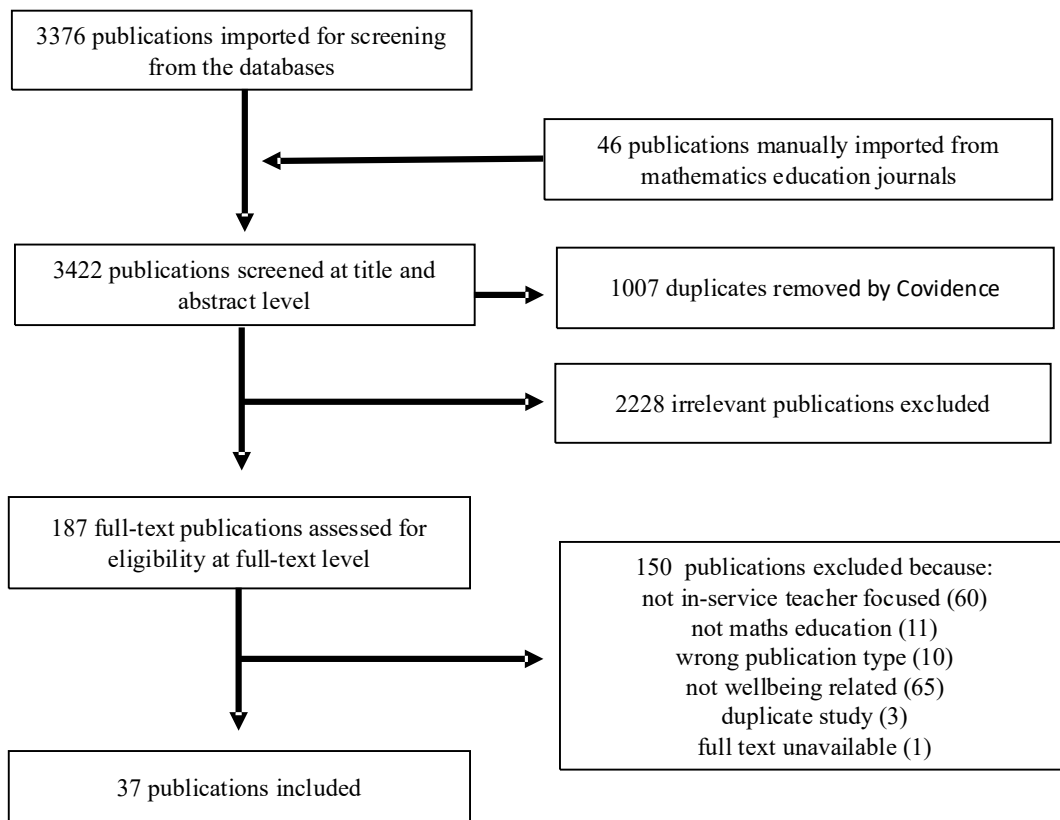 3376 publications imported for screening
from the databases
46 publications manually imported from
mathematics education journals
3422 publications screened at title and
abstract level
1007 duplicates removed by Covidence
2228 irrelevant publications excluded
187 full-text publications assessed for
eligibility at full-text level
150 publications excluded because:
not in-service teacher focused (60)
not maths education (11)
wrong publication type (10)
not wellbeing related (65)
duplicate study (3)
full text unavailable (1)
37 publications included